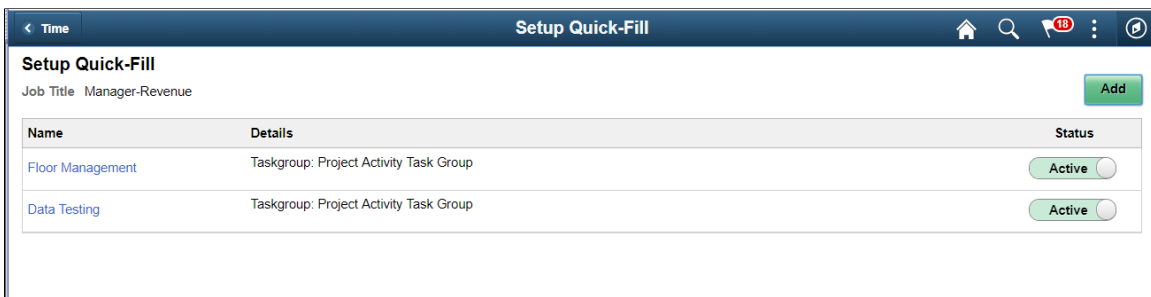 Time
Setup Quick-Fill
18
Setup Quick-Fill
Job Title Manager-Revenue
Add
Name Details Status
Floor Management Taskgroup: Project Activity Task Group Active
Data Testing Taskgroup: Project Activity Task Group Active